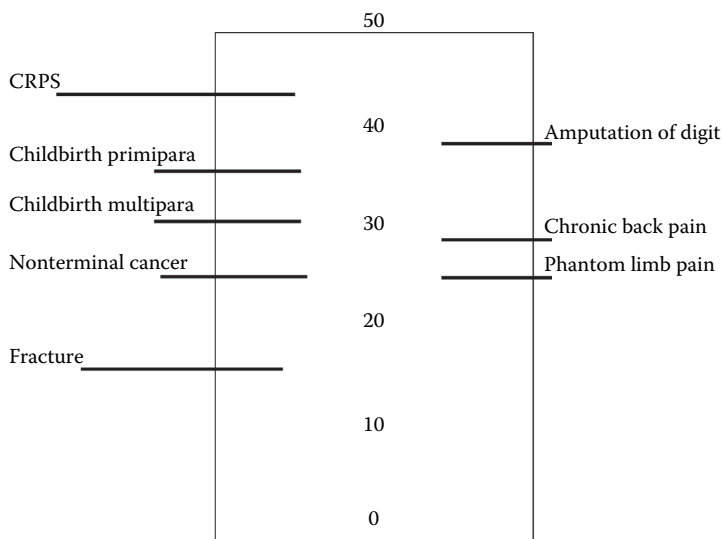 50
CRPS
40
Amputation of digit
Childbirth primipara
Childbirth multipara
30
Chronic back pain
Nonterminal cancer
Phantom limb pain
20
Fracture
10
0